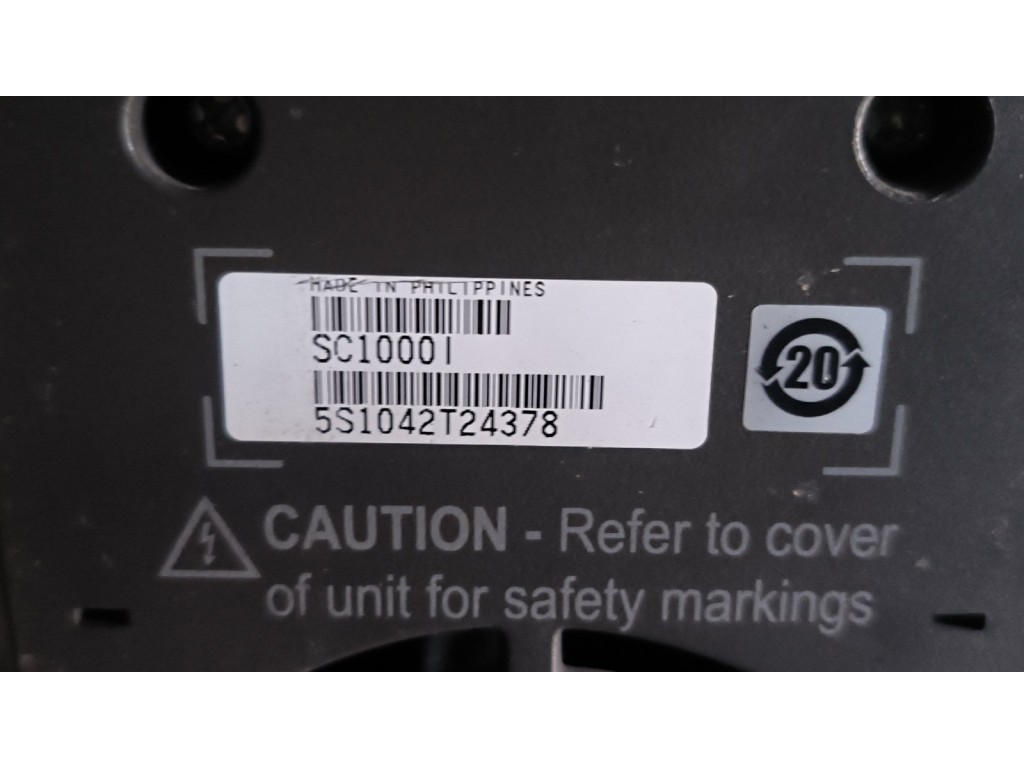 MADE IN PHILIPPINES
SC1000I
5S1042T24378
20
CAUTION - Refer to cover
of unit for safety markings